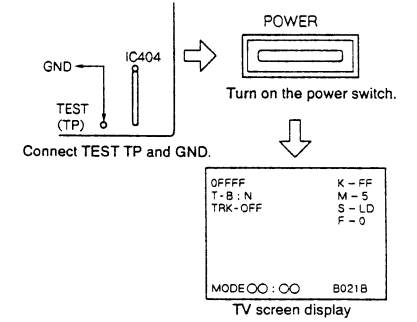 POWER
GND
IC404
TEST
(TP)
Connect TEST TP and GND.
Turn on the power switch.
0FFFF K-FF
T-B : N M-5
TRK-OFF S-LD
F-0
MODE○○ : ○○ B021B
TV screen display